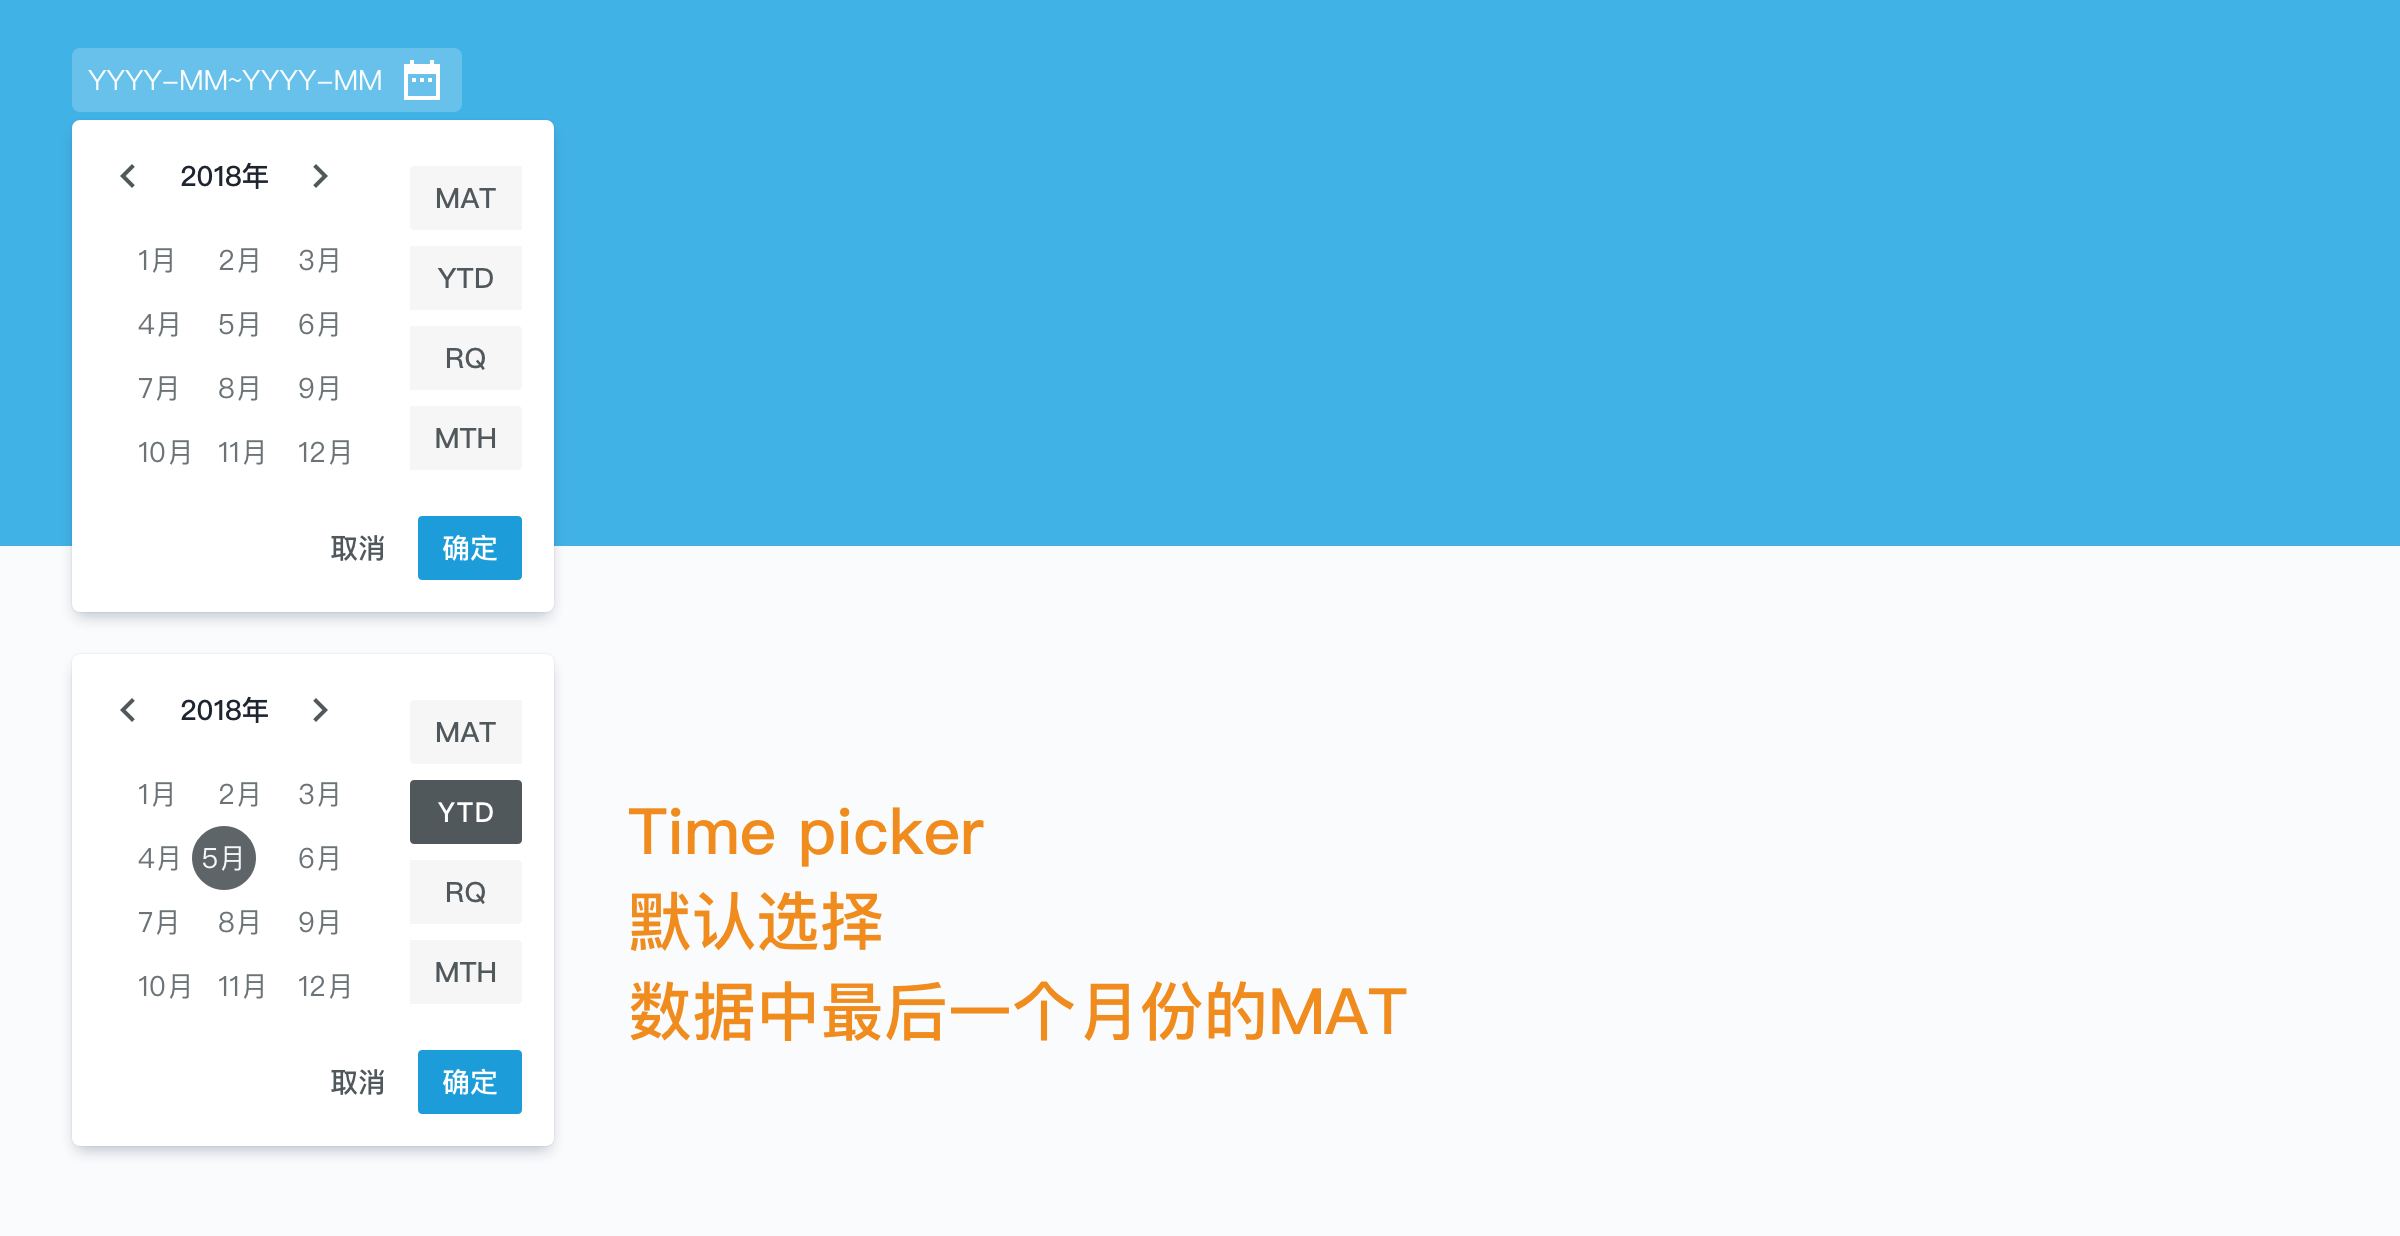 YYYY-MM~YYYY-MM
2018年
1月 2月 3月
4月 5月 6月
7月 8月 9月
10月 11月 12月
MAT
YTD
RQ
MTH
取消 确定
2018年
1月 2月 3月
4月 5月 6月
7月 8月 9月
10月 11月 12月
MAT
YTD
RQ
MTH
取消 确定
Time picker
默认选择
数据中最后一个月份的MAT